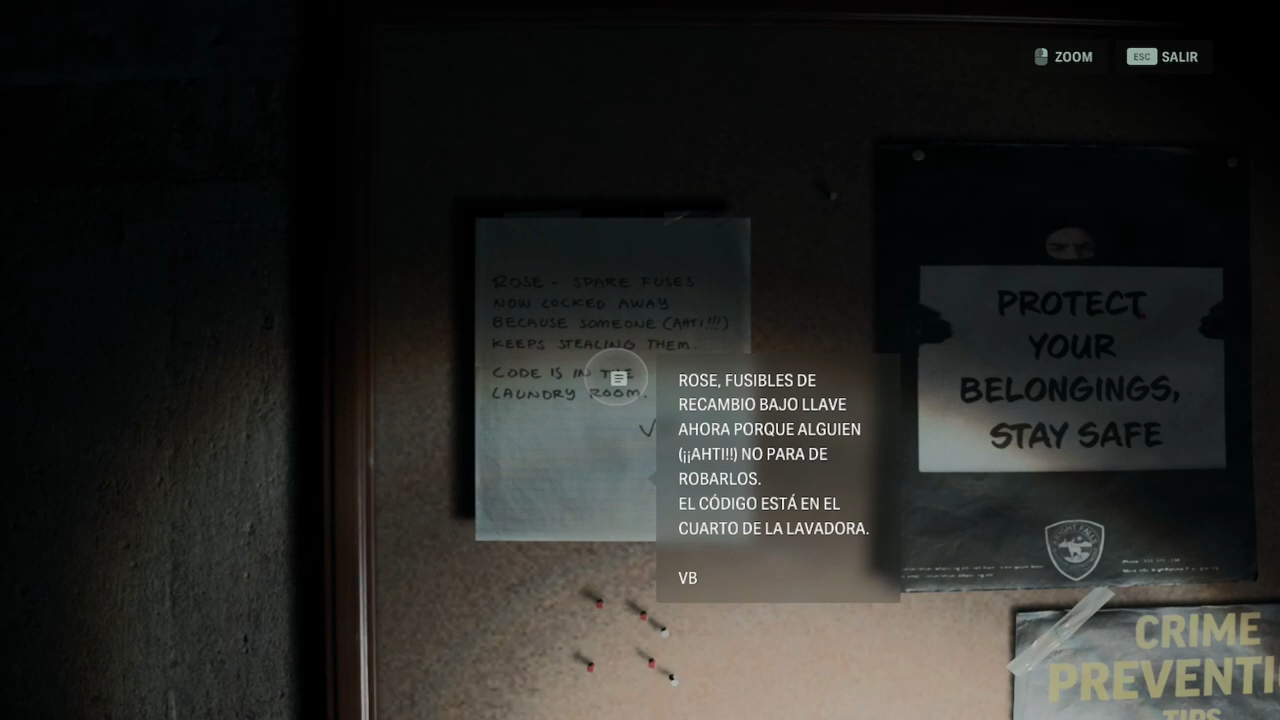 ZOOM
ESC SALIR
ROSE - SPARE FUSES
NOW LOCKED AWAY
BECAUSE SOMEONE (AHTI!!!)
KEEPS STEALING THEM.
CODE IS IN THE
LAUNDRY ROOM.
V
ROSE, FUSIBLES DE
RECAMBIO BAJO LLAVE
AHORA PORQUE ALGUIEN
(¡¡AHTI!!) NO PARA DE
ROBARLOS.
EL CÓDIGO ESTÁ EN EL
CUARTO DE LA LAVADORA.
VB
PROTECT
YOUR
BELONGINGS,
STAY SAFE
CRIME
PREVENTI
TIPS